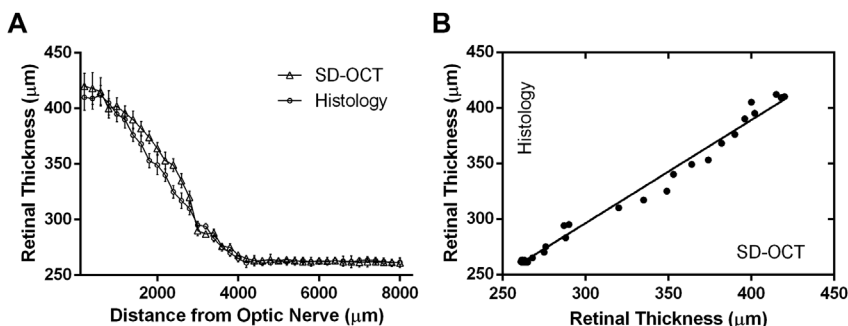 A
450
400
350
300
250
Retinal Thickness (μm)
SD-OCT
Histology
2000
4000
6000
8000
Distance from Optic Nerve (μm)
B
450
400
350
300
250
Retinal Thickness (μm)
Histology
SD-OCT
250
300
350
400
450
Retinal Thickness (μm)